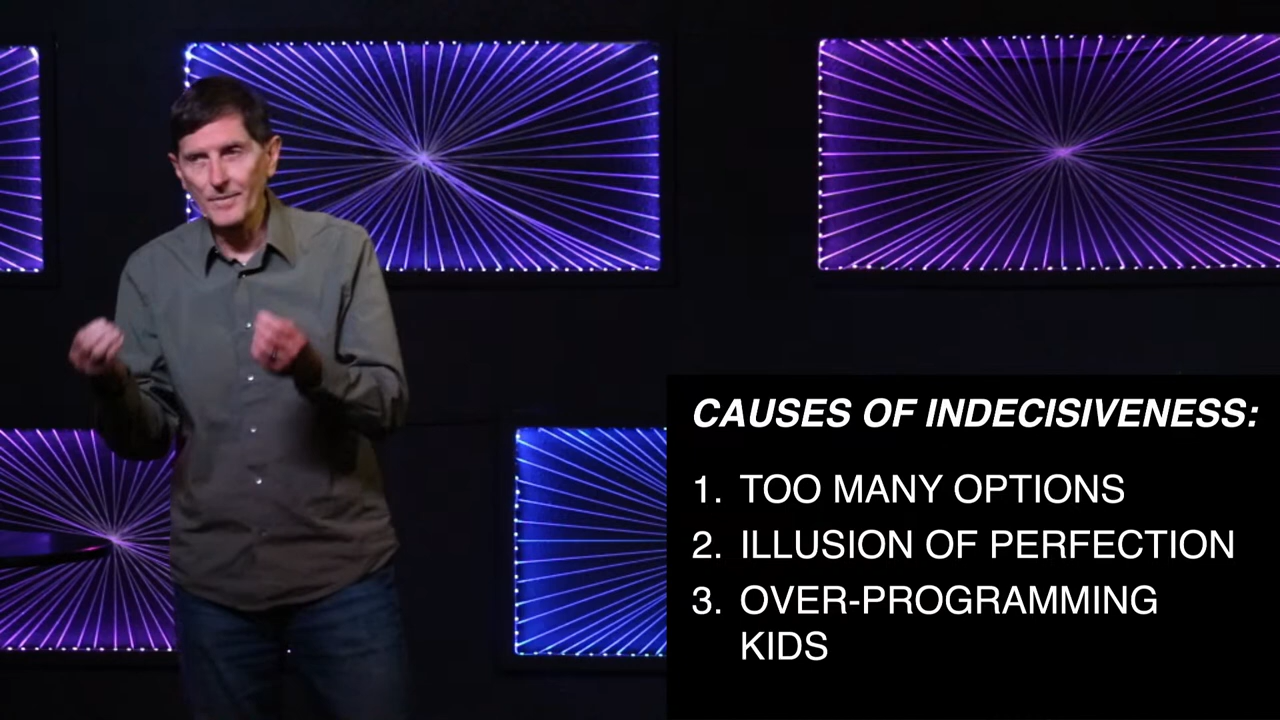 CAUSES OF INDECISIVENESS:
1. TOO MANY OPTIONS
2. ILLUSION OF PERFECTION
3. OVER-PROGRAMMING
KIDS